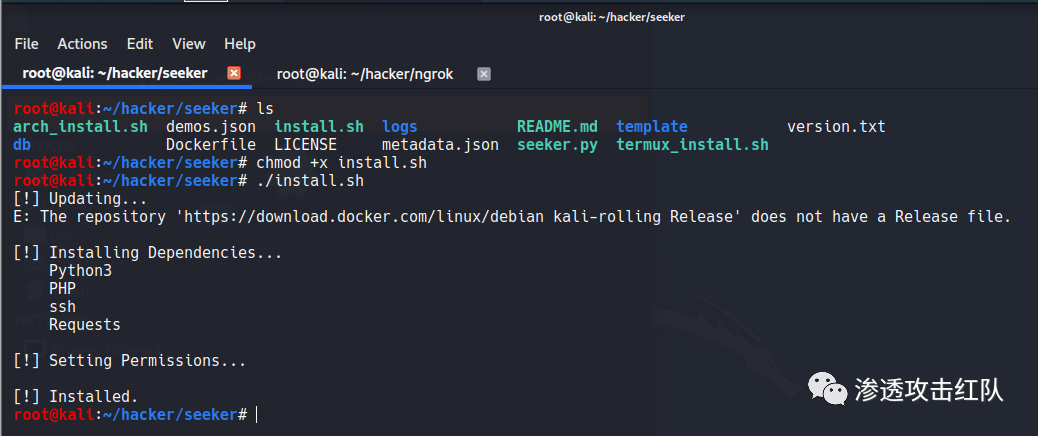 root@kali: ~/hacker/seeker
File Actions Edit View Help
root@kali: ~/hacker/seeker root@kali: ~/hacker/ngrok
root@kali:~/hacker/seeker# ls
arch_install.sh demos.json install.sh logs README.md template version.txt
db Dockerfile LICENSE metadata.json seeker.py termux_install.sh
root@kali:~/hacker/seeker# chmod +x install.sh
root@kali:~/hacker/seeker# ./install.sh
[!] Updating...
E: The repository 'https://download.docker.com/linux/debian kali-rolling Release' does not have a Release file.
[!] Installing Dependencies...
Python3
PHP
ssh
Requests
[!] Setting Permissions...
[!] Installed.
root@kali:~/hacker/seeker#
渗透攻击红队